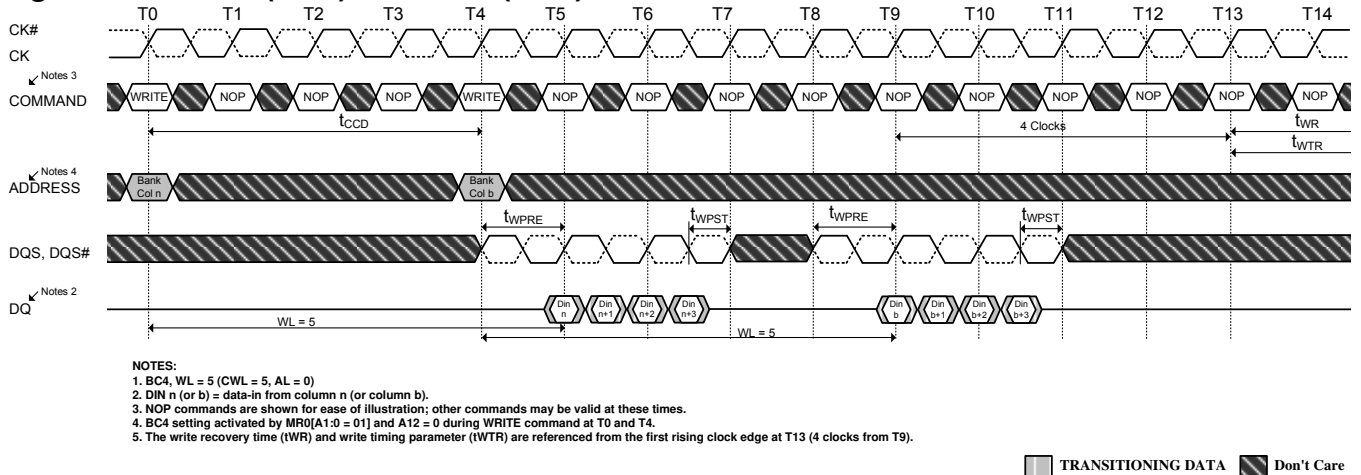 T0 T1 T2 T3 T4 T5 T6 T7 T8 T9 T10 T11 T12 T13 T14
CK#
CK
Notes 3
COMMAND
WRITE NOP NOP NOP WRITE NOP NOP NOP NOP NOP NOP NOP NOP NOP NOP
tCCD
4 Clocks
tWR
tWTR
Notes 4
ADDRESS
Bank Col n
Bank Col b
tWPRE
tWPST
tWPRE
tWPST
DQS, DQS#
Notes 2
DQ
Din n
Din n+1
Din n+2
Din n+3
Din b
Din b+1
Din b+2
Din b+3
WL = 5
WL = 5
NOTES:
1. BC4, WL = 5 (CWL = 5, AL = 0)
2. DIN n (or b) = data-in from column n (or column b).
3. NOP commands are shown for ease of illustration; other commands may be valid at these times.
4. BC4 setting activated by MR0[A1:0 = 01] and A12 = 0 during WRITE command at T0 and T4.
5. The write recovery time (tWR) and write timing parameter (tWTR) are referenced from the first rising clock edge at T13 (4 clocks from T9).
TRANSITIONING DATA
Don't Care